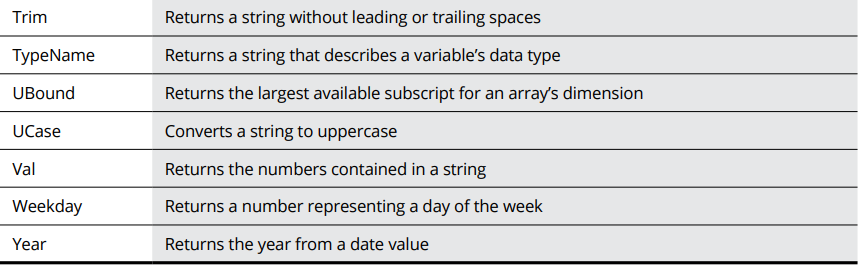 Trim Returns a string without leading or trailing spaces
TypeName Returns a string that describes a variable’s data type
UBound Returns the largest available subscript for an array’s dimension
UCase Converts a string to uppercase
Val Returns the numbers contained in a string
Weekday Returns a number representing a day of the week
Year Returns the year from a date value